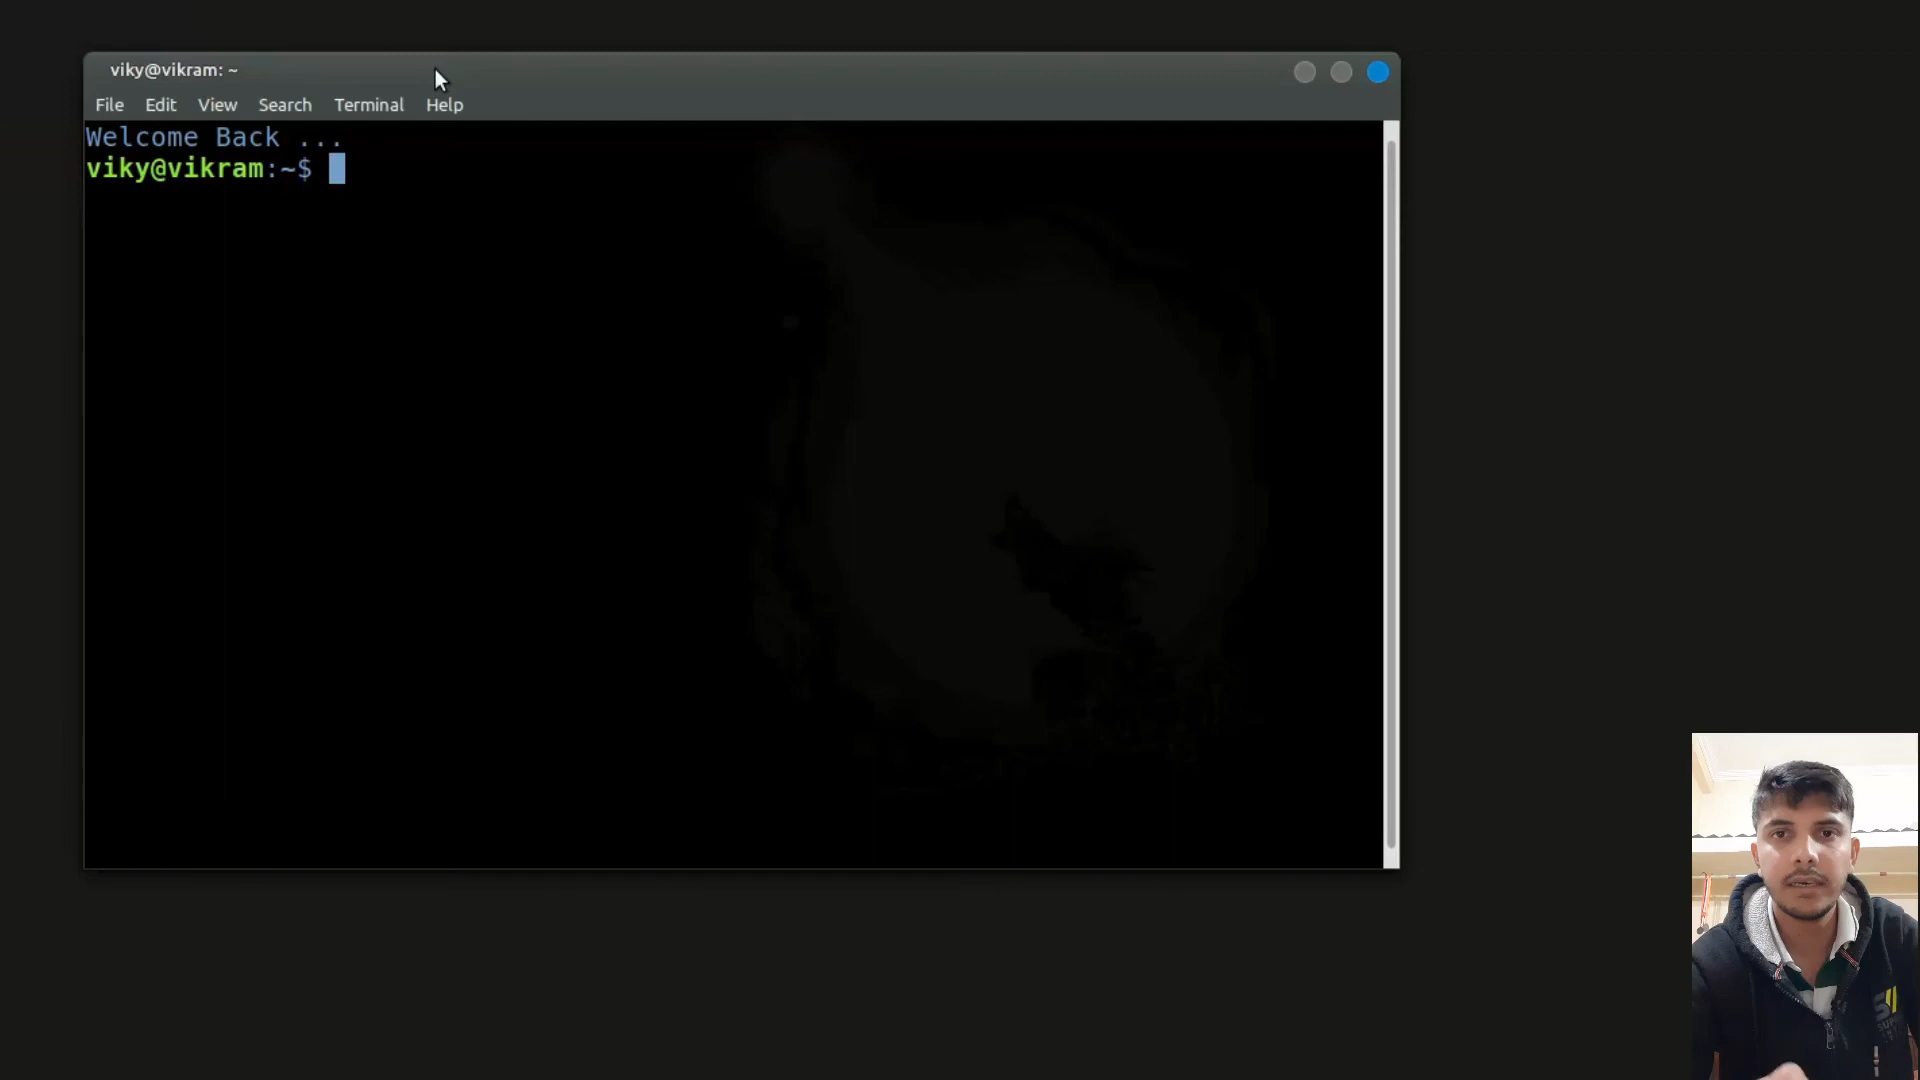 viky@vikram: ~
File Edit View Search Terminal Help
Welcome Back ...
viky@vikram:~$